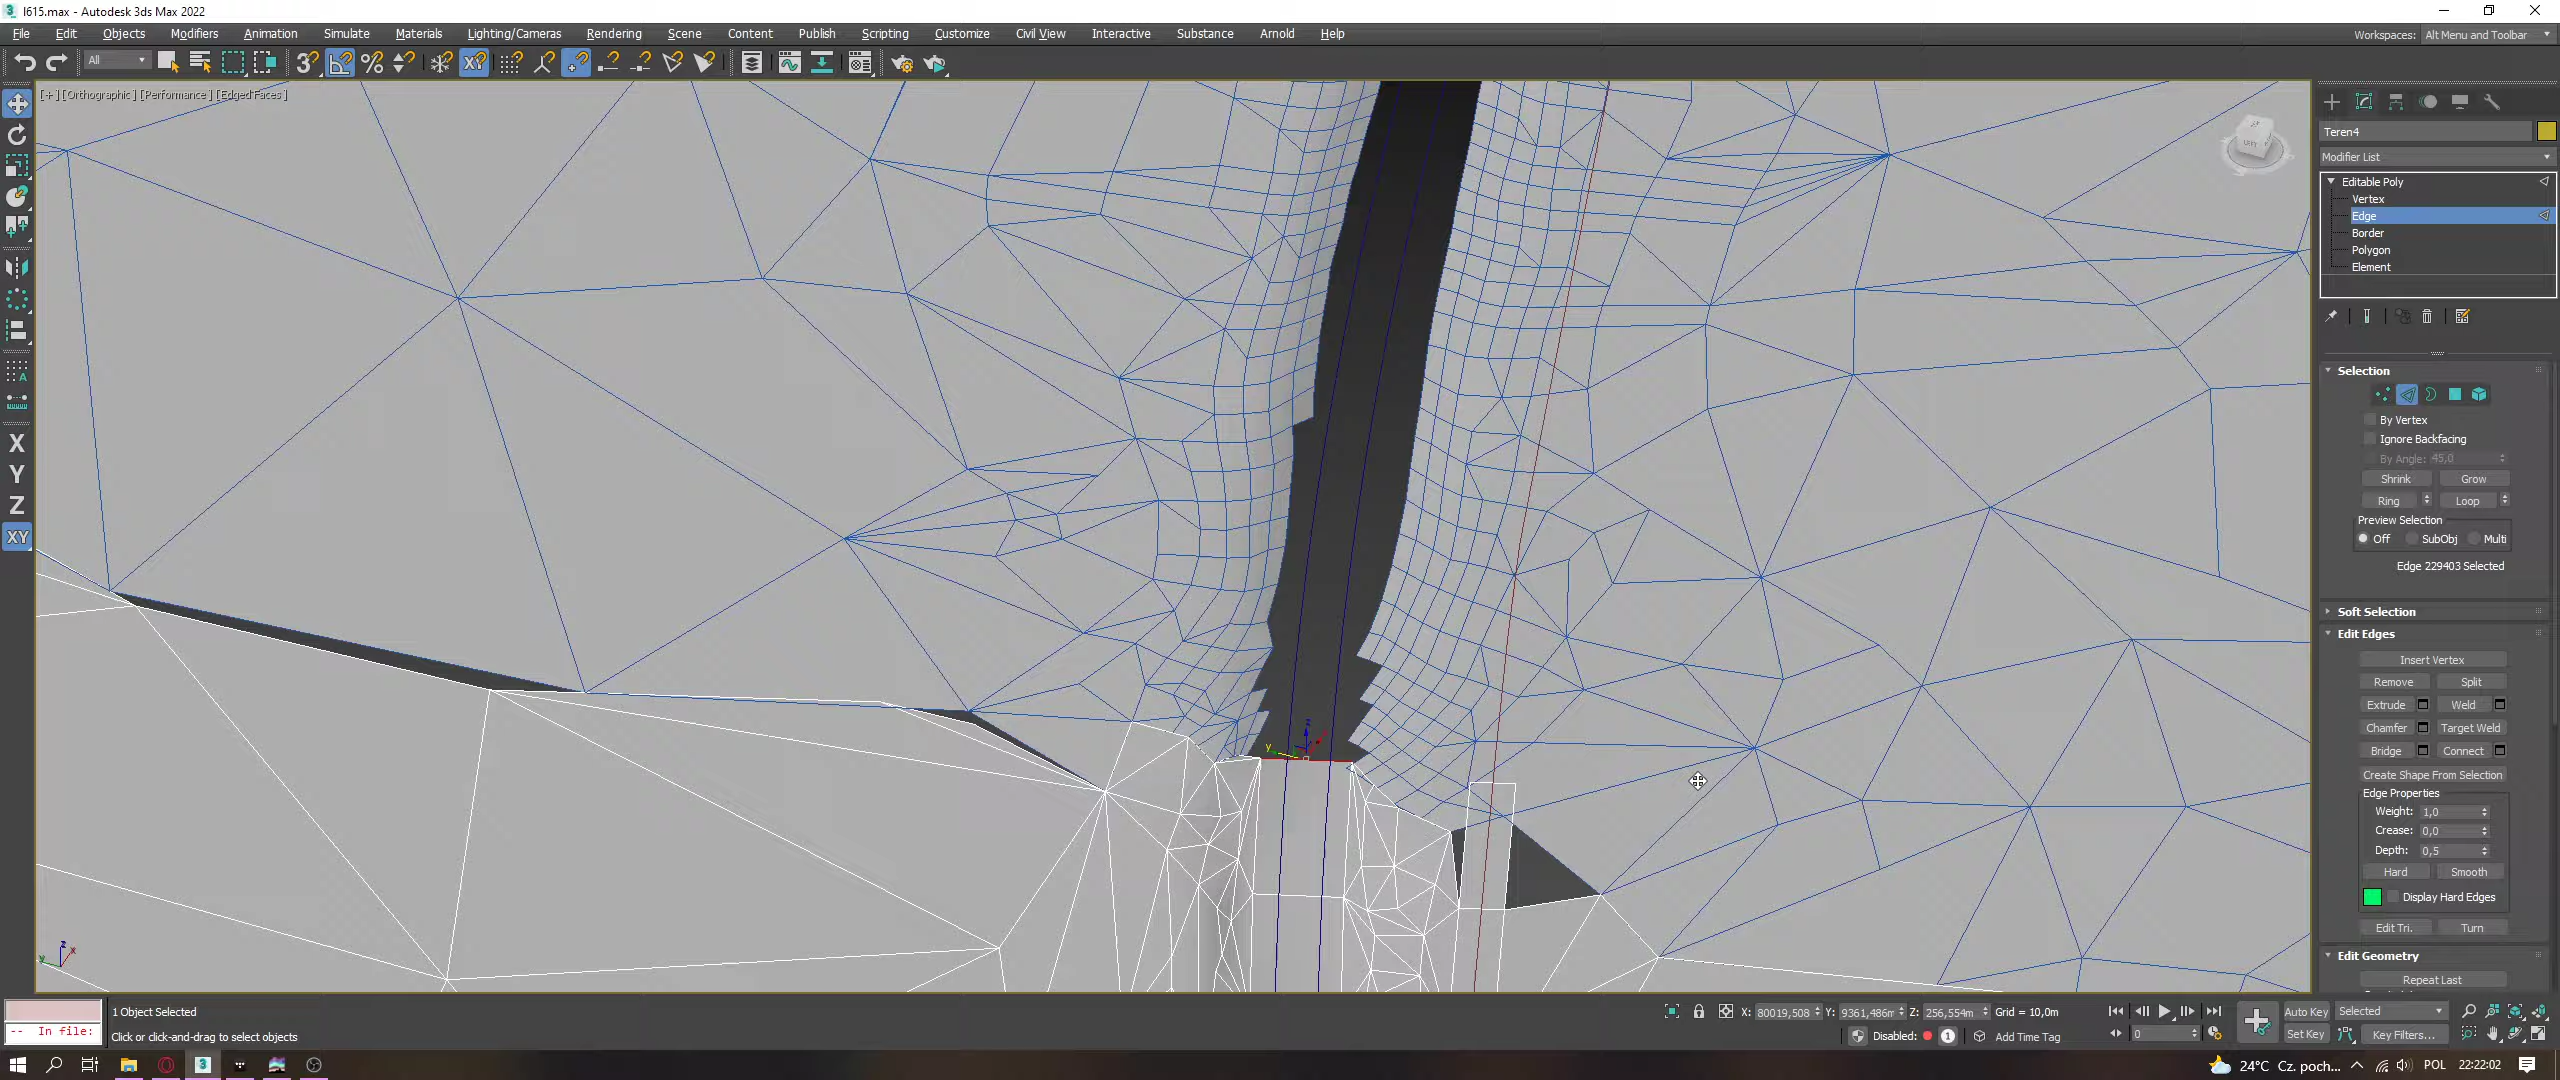 I615.max - Autodesk 3ds Max 2022
File Edit Objects Modifiers Animation Simulate Materials Lighting/Cameras Rendering Scene Content Publish Scripting Customize Civil View Interactive Substance Arnold Help
Workspaces: Alt Menu and Toolbar
All
[+][Orthographic][Performance][Edged Faces]
X
Y
Z
XY
LEFT
Teren4
Modifier List
Editable Poly
Vertex
Edge
Border
Polygon
Element
Selection
By Vertex
Ignore Backfacing
By Angle: 45,0
Shrink Grow
Ring Loop
Preview Selection
Off SubObj Multi
Edge 229403 Selected
Soft Selection
Edit Edges
Insert Vertex
Remove Split
Extrude Weld
Chamfer Target Weld
Bridge Connect
Create Shape From Selection
Edge Properties
Weight: 1,0
Crease: 0,0
Depth: 0,5
Hard Smooth
Display Hard Edges
Edit Tri. Turn
Edit Geometry
Repeat Last
y z
z x
y
-- In file:
1 Object Selected
Click or click-and-drag to select objects
X: 80019,508 Y: 9361,486m Z: 256,554m Grid = 10,0m
Disabled: 1 Add Time Tag
0
Auto Key Selected
Set Key Key Filters...
24°C Cz. poch... POL 22:22:02